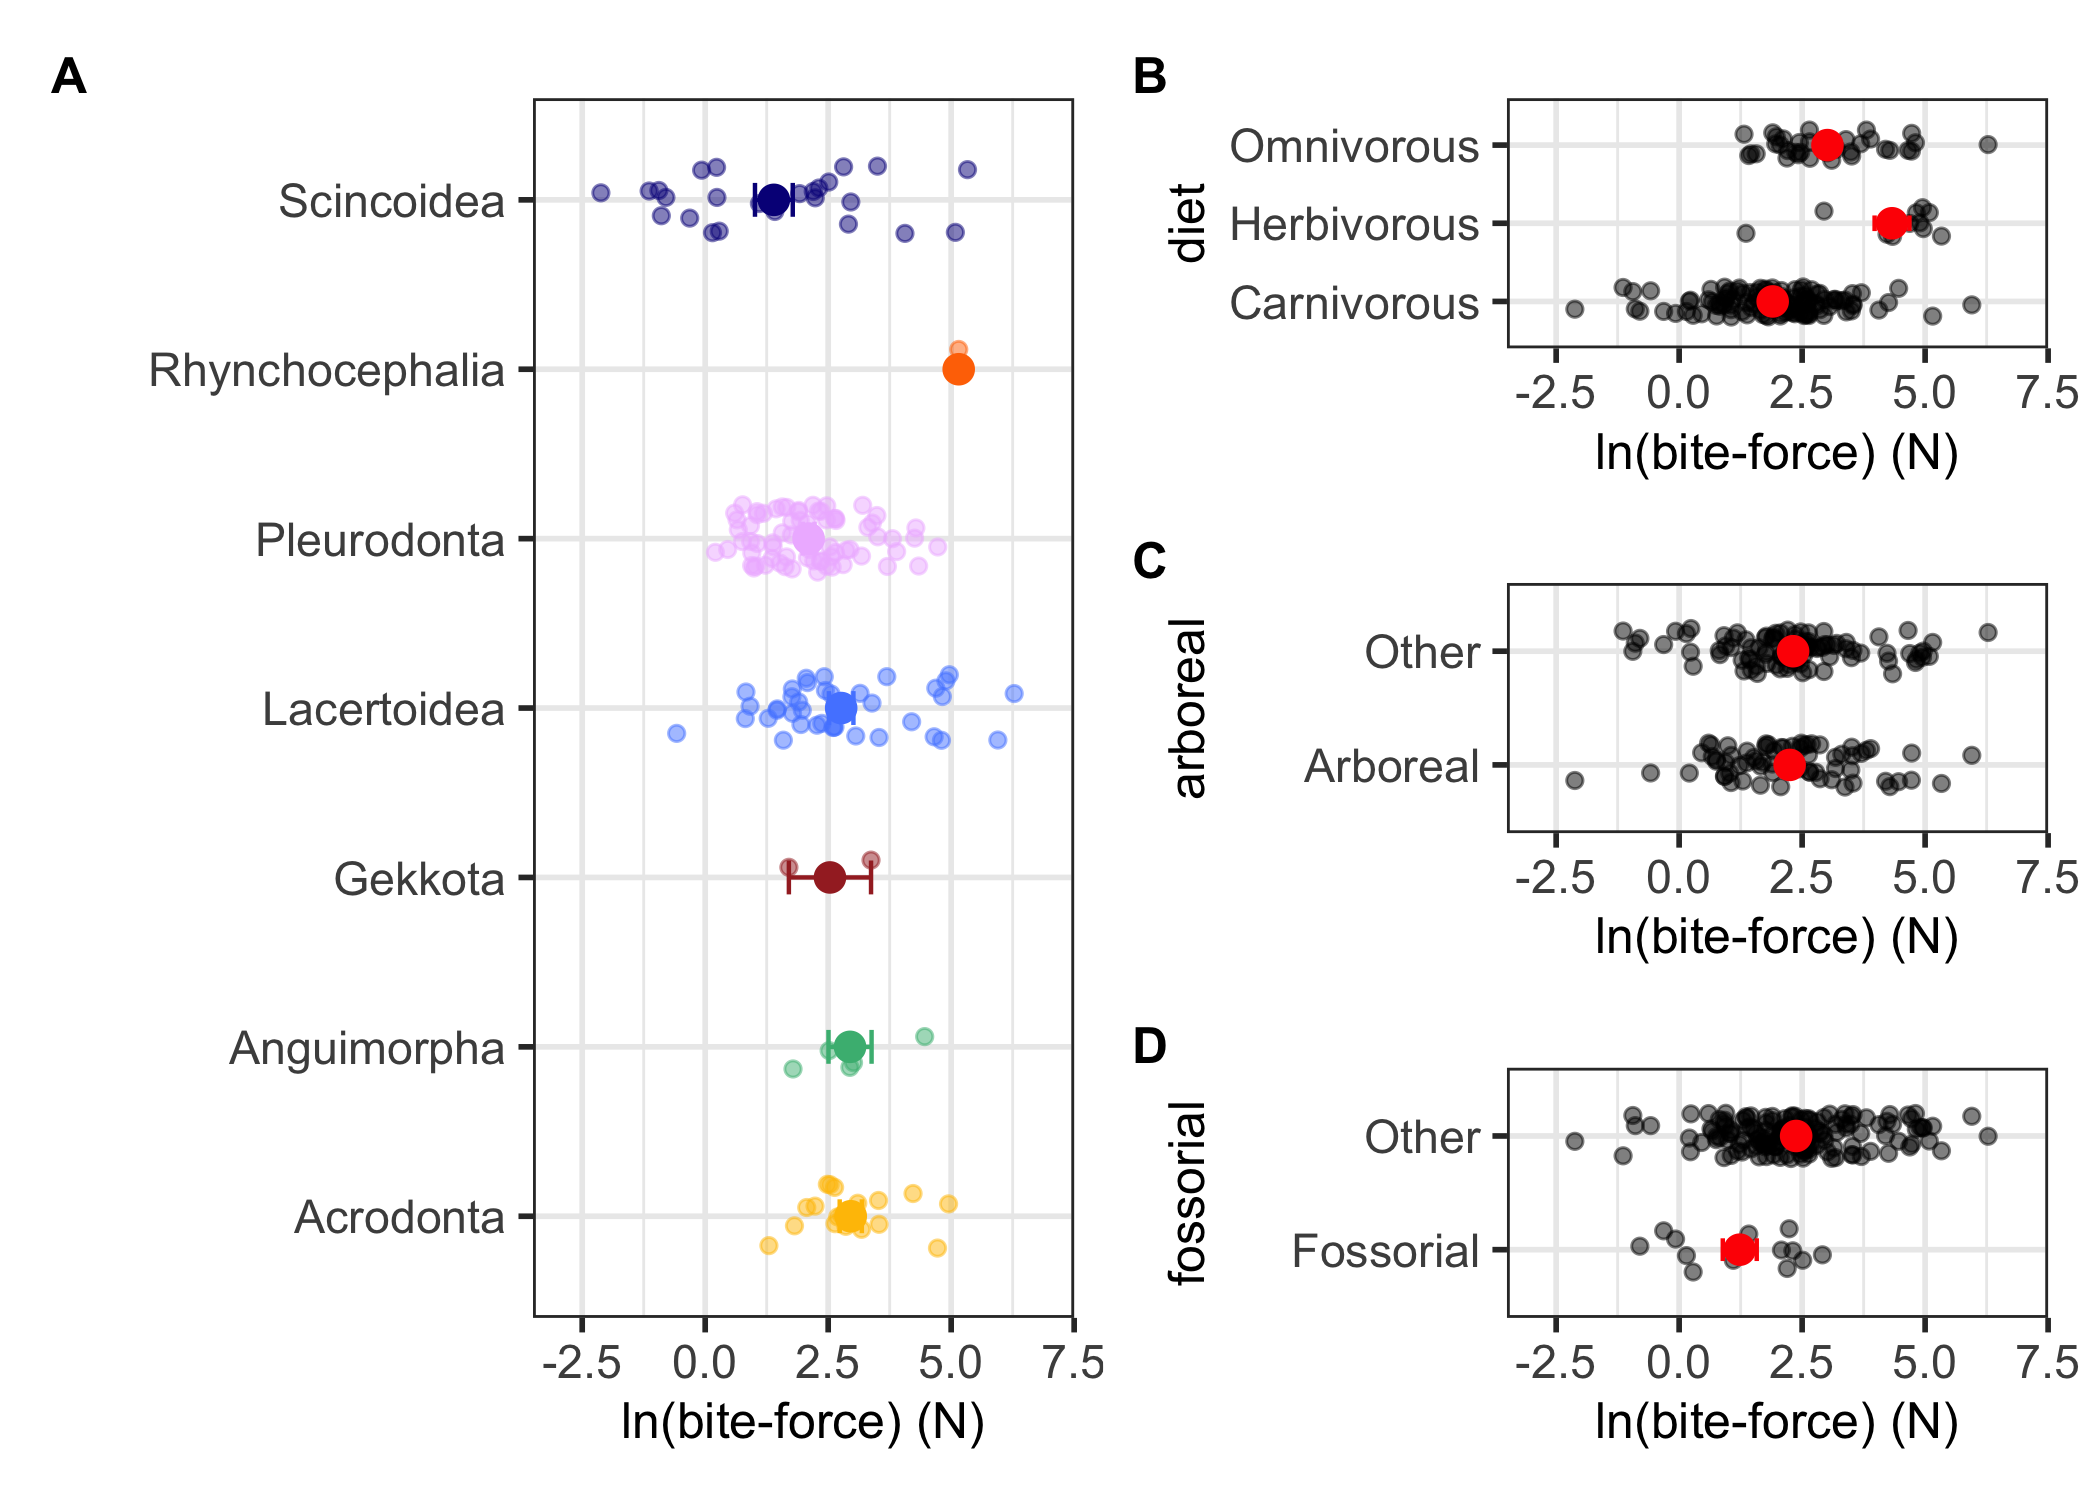 A
Scincoidea
Rhynchocephalia
Pleurodonta
Lacertoidea
Gekkota
Anguimorpha
Acrodonta
-2.5 0.0 2.5 5.0 7.5
ln(bite-force) (N)
B
diet
Omnivorous
Herbivorous
Carnivorous
-2.5 0.0 2.5 5.0 7.5
ln(bite-force) (N)
C
arboreal
Other
Arboreal
-2.5 0.0 2.5 5.0 7.5
ln(bite-force) (N)
D
fossorial
Other
Fossorial
-2.5 0.0 2.5 5.0 7.5
ln(bite-force) (N)